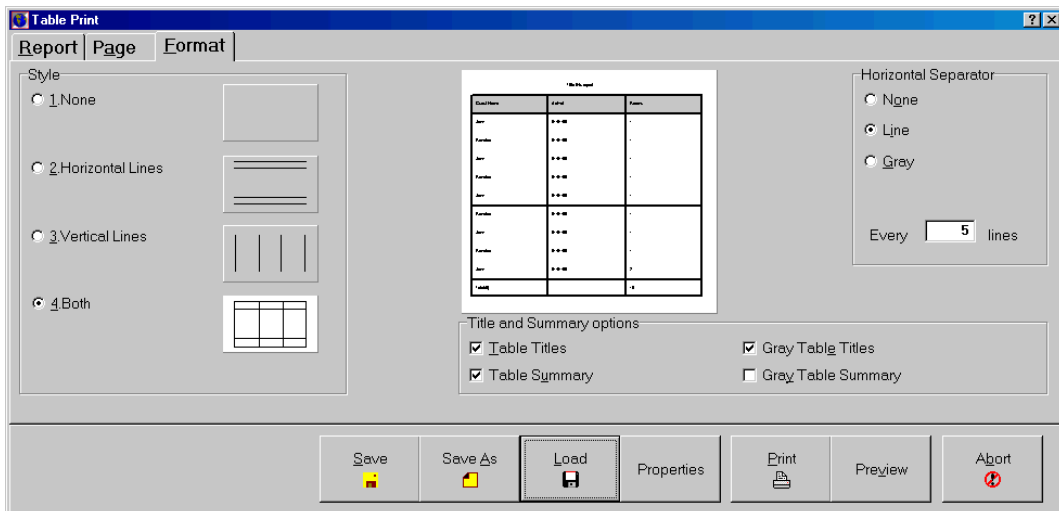 Table Print
Report Page Format
Style
1.None
2.Horizontal Lines
3.Vertical Lines
4.Both
Horizontal Separator
None
Line
Gray
Every 5 lines
Title and Summary options
Table Titles
Gray Table Titles
Table Summary
Gray Table Summary
Save
Save As
Load
Properties
Print
Preview
Abort